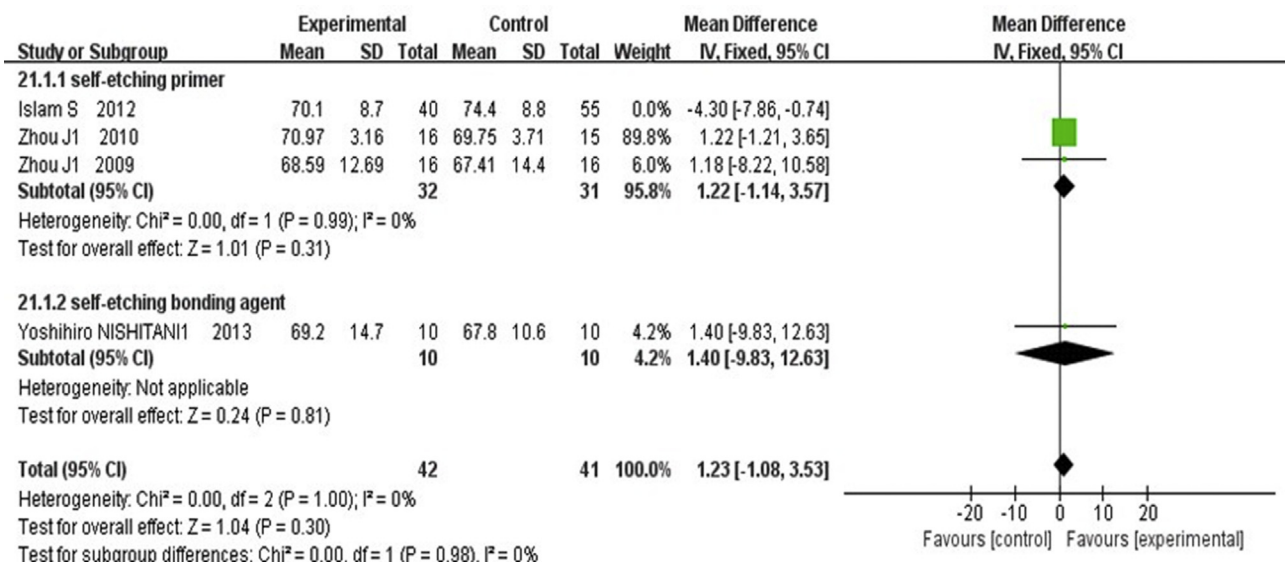 Experimental Control Mean Difference Mean Difference
Study or Subgroup Mean SD Total Mean SD Total Weight IV, Fixed, 95% CI IV, Fixed, 95% CI
21.1.1 self-etching primer
Islam S 2012 70.1 8.7 40 74.4 8.8 55 0.0% -4.30 [-7.86, -0.74]
Zhou J1 2010 70.97 3.16 16 69.75 3.71 15 89.8% 1.22 [-1.21, 3.65]
Zhou J1 2009 68.59 12.69 16 67.41 14.4 16 6.0% 1.18 [-8.22, 10.58]
Subtotal (95% CI) 32 31 95.8% 1.22 [-1.14, 3.57]
Heterogeneity: Chi² = 0.00, df = 1 (P = 0.99); I² = 0%
Test for overall effect: Z = 1.01 (P = 0.31)
21.1.2 self-etching bonding agent
Yoshihiro NISHITANI1 2013 69.2 14.7 10 67.8 10.6 10 4.2% 1.40 [-9.83, 12.63]
Subtotal (95% CI) 10 10 4.2% 1.40 [-9.83, 12.63]
Heterogeneity: Not applicable
Test for overall effect: Z = 0.24 (P = 0.81)
Total (95% CI) 42 41 100.0% 1.23 [-1.08, 3.53]
Heterogeneity: Chi² = 0.00, df = 2 (P = 1.00); I² = 0%
Test for overall effect: Z = 1.04 (P = 0.30)
Test for subgroup differences: Chi² = 0.00, df = 1 (P = 0.98), I² = 0%
-20 -10 0 10 20
Favours [control] Favours [experimental]